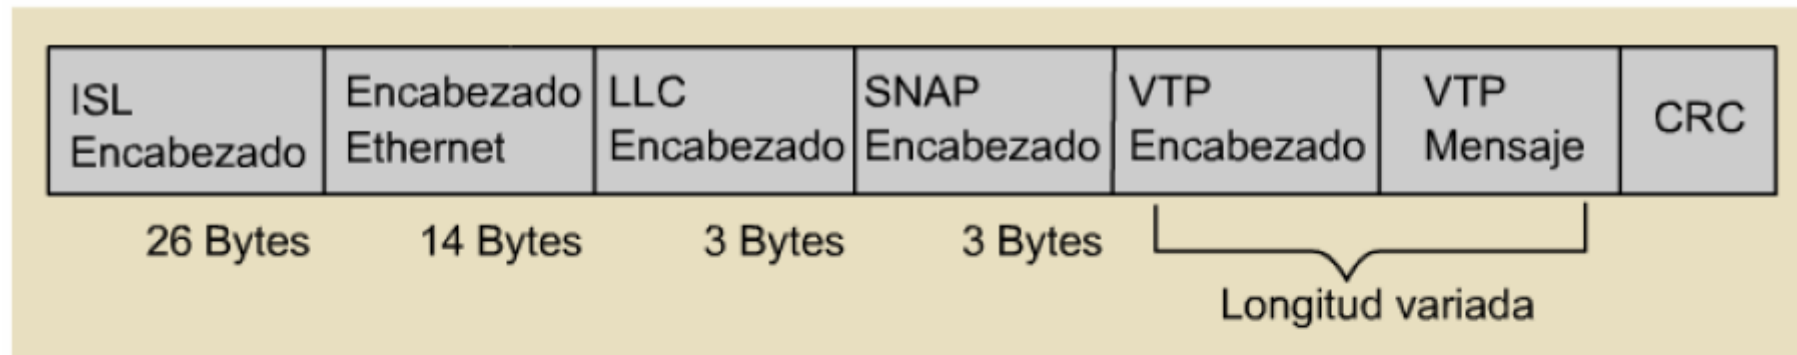 ISL
Encabezado
Encabezado
Ethernet
LLC
Encabezado
SNAP
Encabezado
VTP
Encabezado
VTP
Mensaje
CRC
26 Bytes
14 Bytes
3 Bytes
3 Bytes
Longitud variada